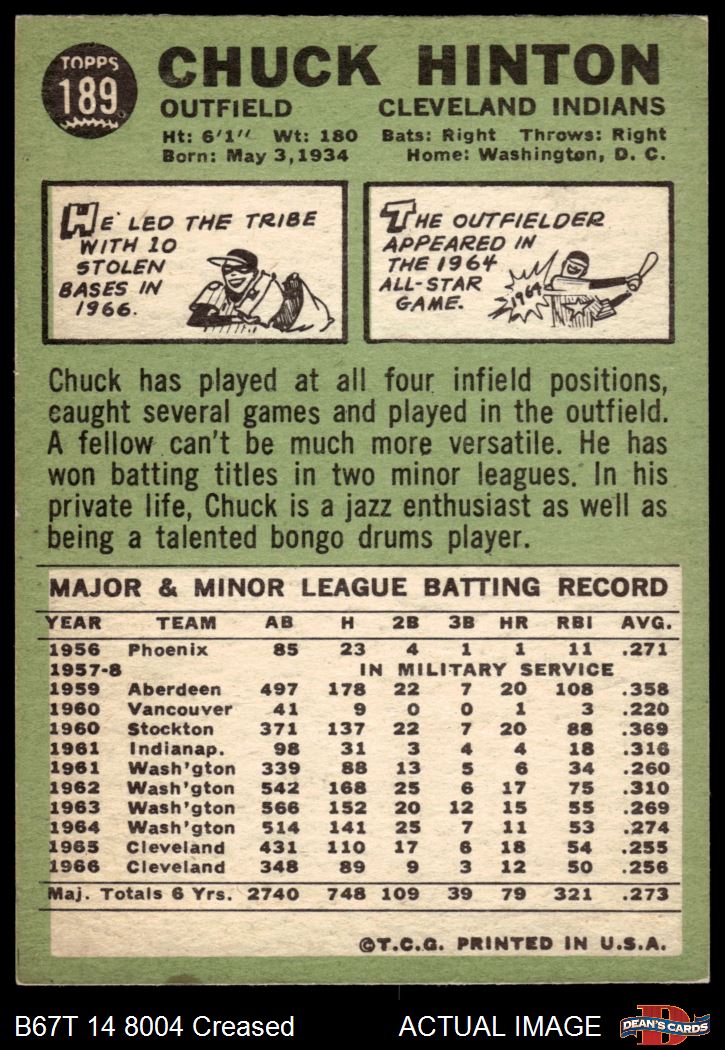 TOPPS
189
CHUCK HINTON
OUTFIELD CLEVELAND INDIANS
Ht: 6'1" Wt: 180 Bats: Right Throws: Right
Born: May 3, 1934 Home: Washington, D. C.
HE LED THE TRIBE
WITH 20
STOLEN
BASES IN
1966.
THE OUTFIELDER
APPEARED IN
THE 1964
ALL-STAR
GAME.
1964
Chuck has played at all four infield positions,
caught several games and played in the outfield.
A fellow can't be much more versatile. He has
won batting titles in two minor leagues. In his
private life, Chuck is a jazz enthusiast as well as
being a talented bongo drums player.
MAJOR & MINOR LEAGUE BATTING RECORD
YEAR TEAM AB H 2B 3B HR RBI AVG.
1956 Phoenix 85 23 4 1 1 11 .271
1957-8 IN MILITARY SERVICE
1959 Aberdeen 497 178 22 7 20 108 .358
1960 Vancouver 41 9 0 0 1 3 .220
1960 Stockton 371 137 22 7 20 88 .369
1961 Indianap. 98 31 3 4 4 18 .316
1961 Wash'gton 339 88 13 5 6 34 .260
1962 Wash'gton 542 168 25 6 17 75 .310
1963 Wash'gton 566 152 20 12 15 55 .269
1964 Wash'gton 514 141 25 7 11 53 .274
1965 Cleveland 431 110 17 6 18 54 .255
1966 Cleveland 348 89 9 3 12 50 .256
Maj. Totals 6 Yrs. 2740 748 109 39 79 321 .273
©T.C.G. PRINTED IN U.S.A.
B67T 14 8004 Creased ACTUAL IMAGE
D
DEAN'S CARDS